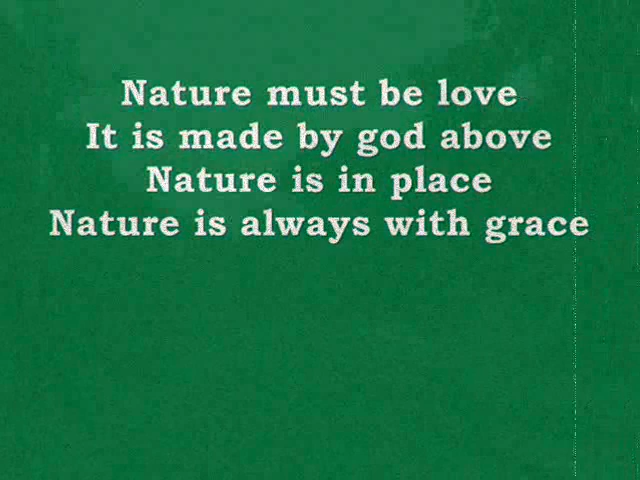 Nature must be love
It is made by god above
Nature is in place
Nature is always with grace